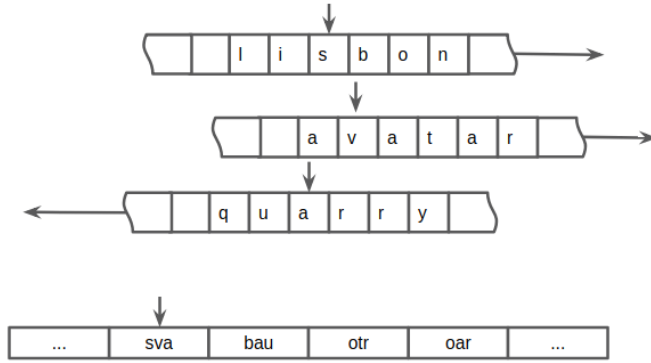 l i s b o n
a v a t a r
q u a r r y
... sva bau otr oar ...